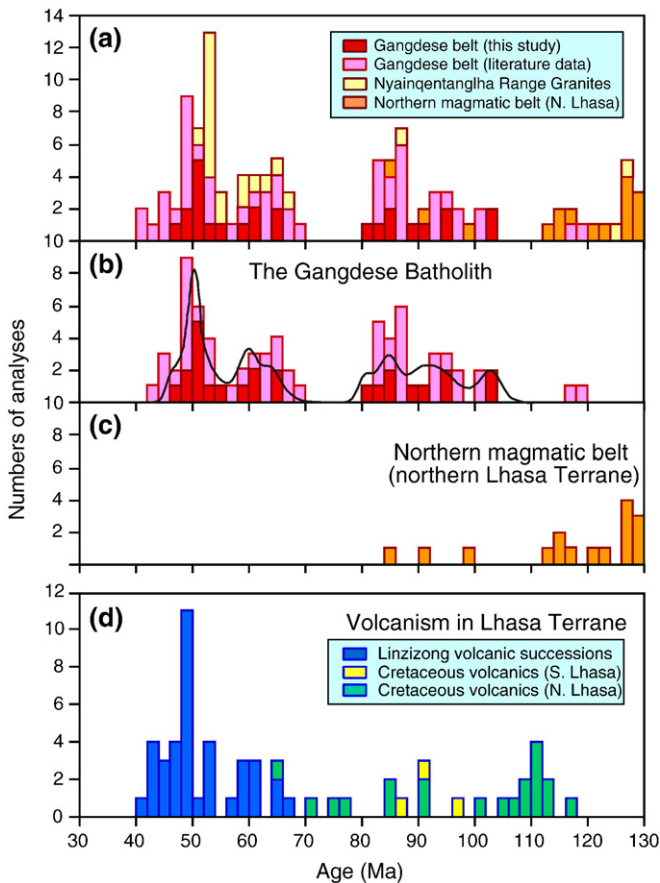 (a)
Gangdese belt (this study)
Gangdese belt (literature data)
Nyainqentanglha Range Granites
Northern magmatic belt (N. Lhasa)
14
12
10
8
6
4
2
10
(b)
The Gangdese Batholith
8
6
4
2
10
(c)
Northern magmatic belt
(northern Lhasa Terrane)
8
6
4
2
Numbers of analyses
12
(d)
Volcanism in Lhasa Terrane
Linzizong volcanic successions
Cretaceous volcanics (S. Lhasa)
Cretaceous volcanics (N. Lhasa)
10
8
6
4
2
0
30 40 50 60 70 80 90 100 110 120 130
Age (Ma)